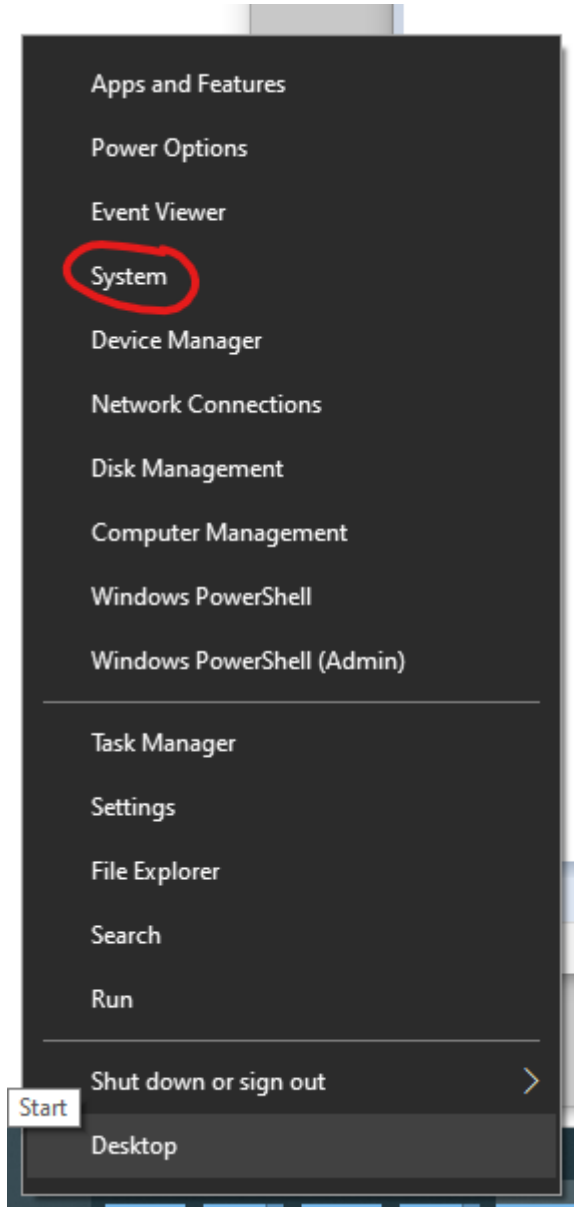 Apps and Features
Power Options
Event Viewer
System
Device Manager
Network Connections
Disk Management
Computer Management
Windows PowerShell
Windows PowerShell (Admin)
Task Manager
Settings
File Explorer
Search
Run
Shut down or sign out
Start
Desktop